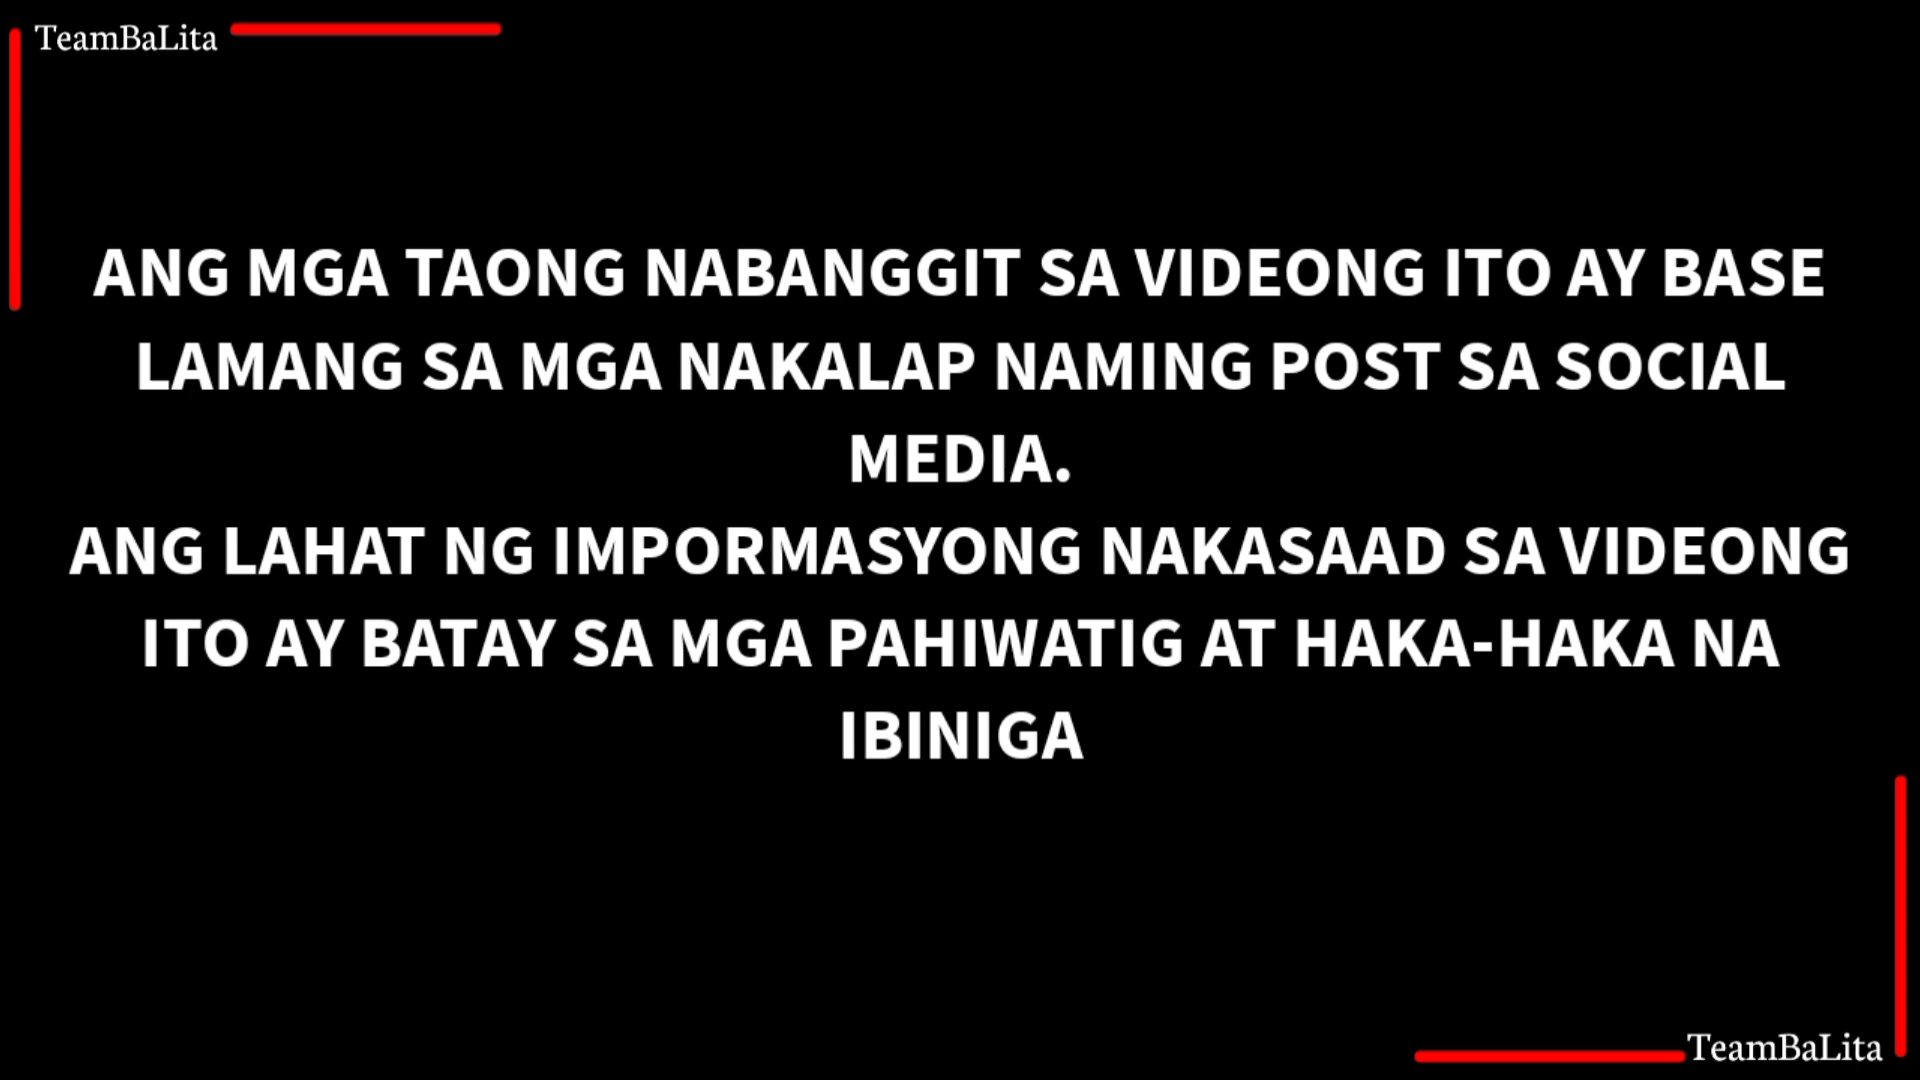 TeamBaLita
ANG MGA TAONG NABANGGIT SA VIDEONG ITO AY BASE
LAMANG SA MGA NAKALAP NAMING POST SA SOCIAL
MEDIA.
ANG LAHAT NG IMPORMASYONG NAKASAAD SA VIDEONG
ITO AY BATAY SA MGA PAHIWATIG AT HAKA-HAKA NA
IBINIGA
TeamBaLita